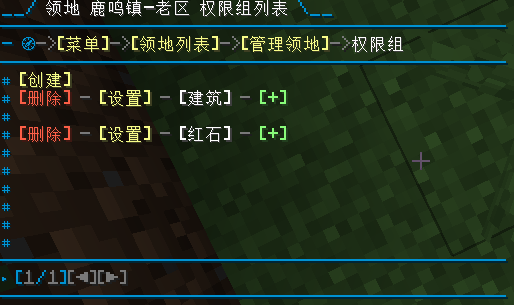 __/ 领地 鹿鸣镇-老区 权限组列表 \__
->[菜单]->[领地列表]->[管理领地]->权限组
# [创建]
# [删除] - [设置] - [建筑] - [+]
#
# [删除] - [设置] - [红石] - [+]
#
#
#
#
#
#
▸ [1/1][◀][▶]